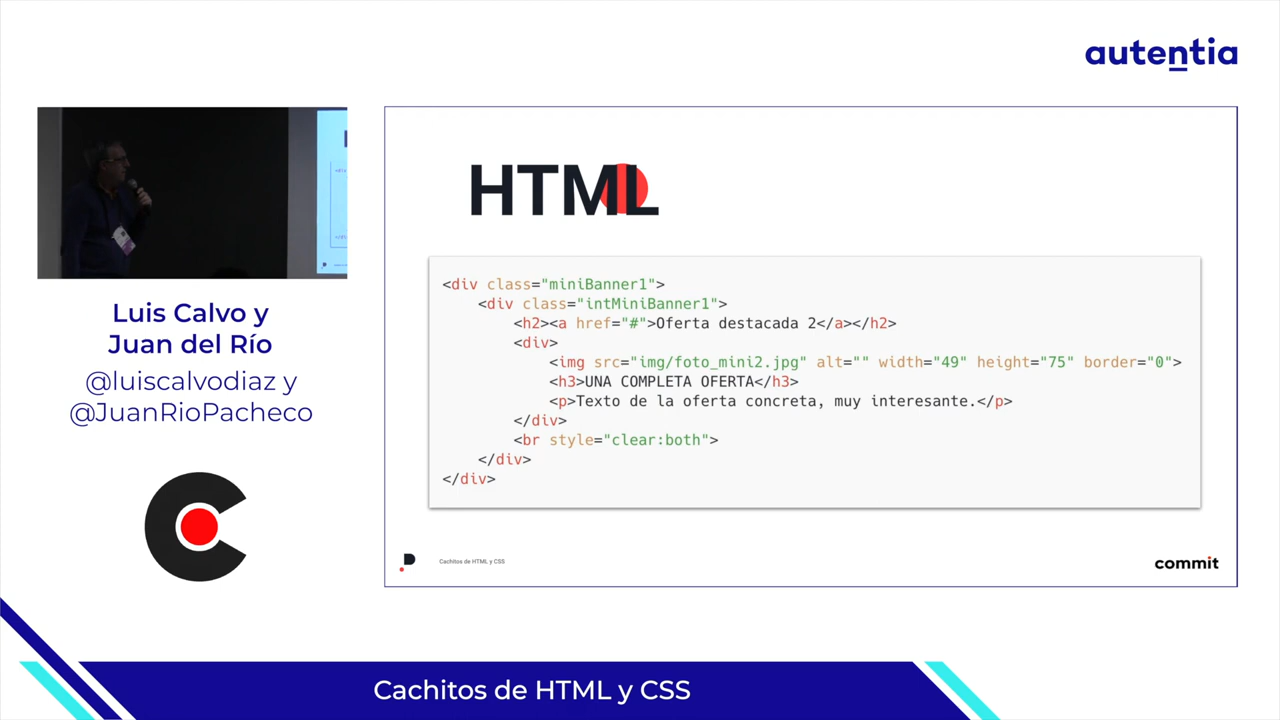 autentia
HTML
<div class="miniBanner1">
<div class="intMiniBanner1">
<h2><a href="#">Oferta destacada 2</a></h2>
<div>
<img src="img/foto_mini2.jpg" alt="" width="49" height="75" border="0">
<h3>UNA COMPLETA OFERTA</h3>
<p>Texto de la oferta concreta, muy interesante.</p>
</div>
<br style="clear:both">
</div>
</div>
Cachitos de HTML y CSS
commit
Luis Calvo y
Juan del Río
@luiscalvodiaz y
@JuanRioPacheco
Cachitos de HTML y CSS